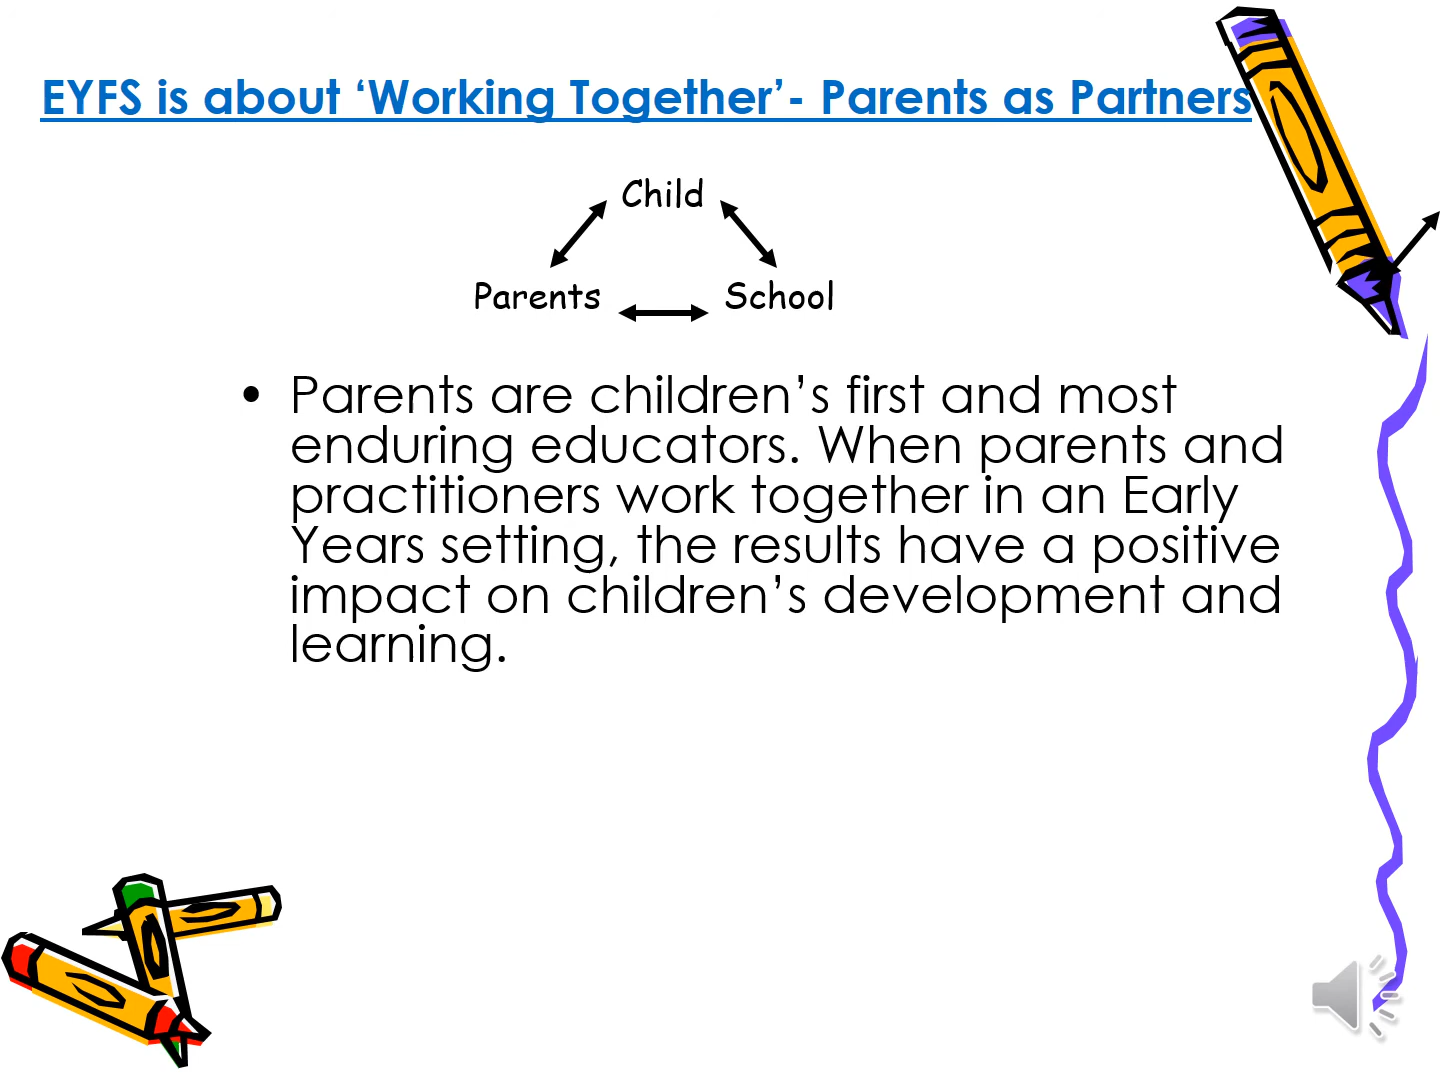 EYFS is about ‘Working Together’- Parents as Partners
Child
Parents
School
• Parents are children’s first and most
enduring educators. When parents and
practitioners work together in an Early
Years setting, the results have a positive
impact on children’s development and
learning.